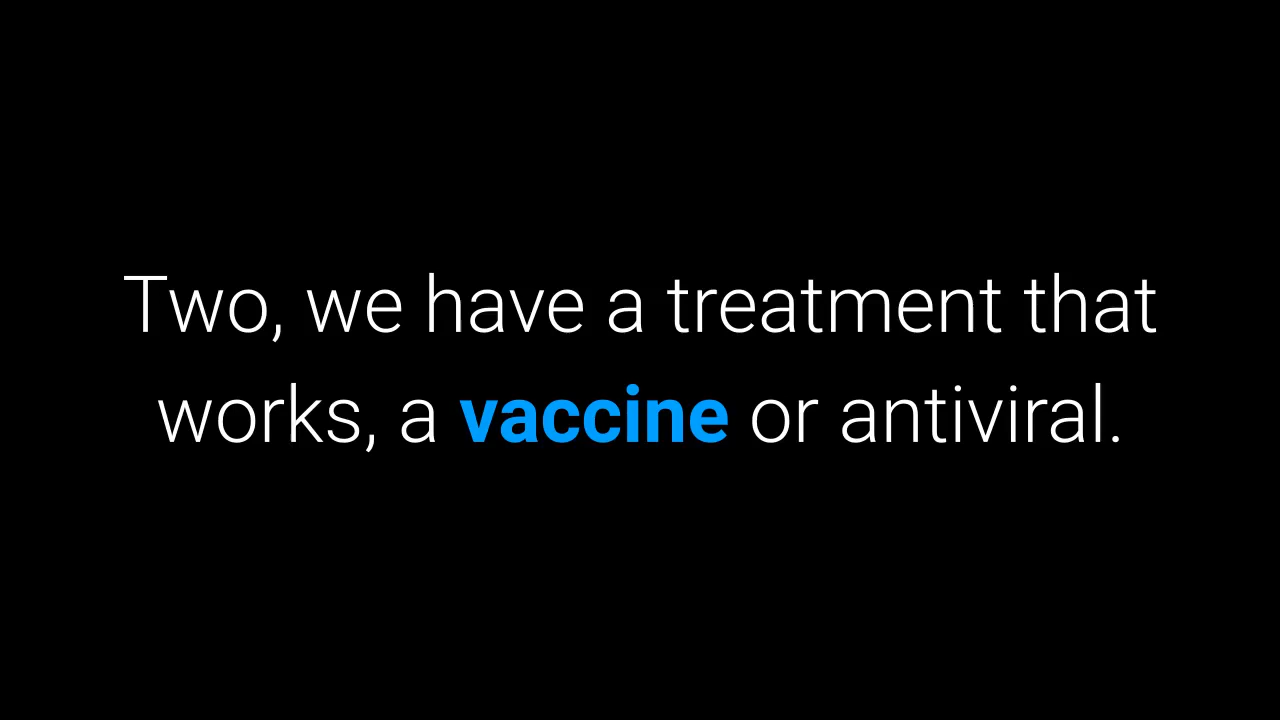 Two, we have a treatment that
works, a vaccine or antiviral.